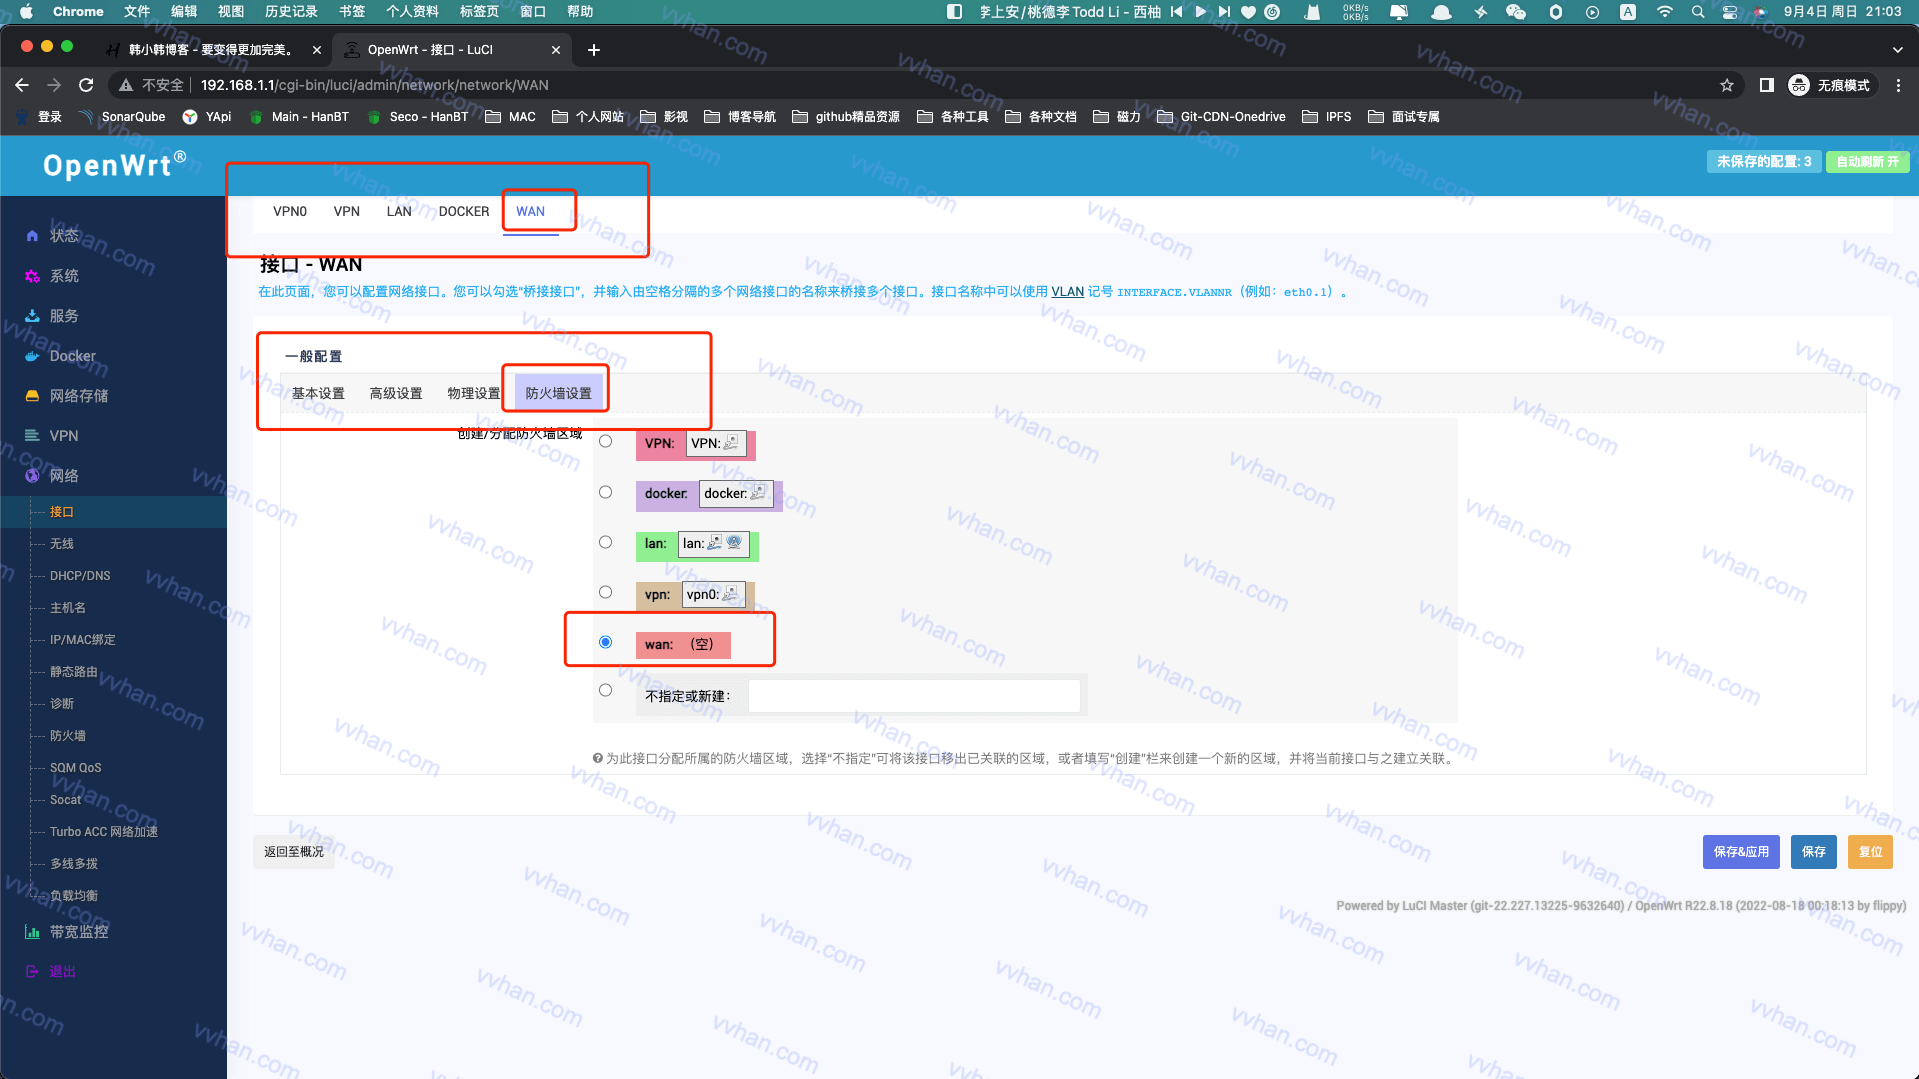 Chrome 文件 编辑 视图 历史记录 书签 个人资料 标签页 窗口 帮助
李上安/桃德李 Todd Li - 西柚
0KB/s
0KB/s
A
9月4日 周日 21:03
韩小韩博客 - 要变得更加完美。
OpenWrt - 接口 - LuCI
不安全 192.168.1.1/cgi-bin/luci/admin/network/network/WAN
无痕模式
登录 SonarQube YApi Main - HanBT Seco - HanBT MAC 个人网站 影视 博客导航 github精品资源 各种工具 各种文档 磁力 Git-CDN-Onedrive IPFS 面试专属
OpenWrt®
未保存的配置: 3
自动刷新 开
VPN0 VPN LAN DOCKER WAN
状态
系统
服务
Docker
网络存储
VPN
网络
接口
无线
DHCP/DNS
主机名
IP/MAC绑定
静态路由
诊断
防火墙
SQM QoS
Socat
Turbo ACC 网络加速
多线多拨
负载均衡
带宽监控
退出
接口 - WAN
在此页面，您可以配置网络接口。您可以勾选“桥接接口”，并输入由空格分隔的多个网络接口的名称来桥接多个接口。接口名称中可以使用 VLAN 记号 INTERFACE.VLANNR（例如：eth0.1）。
一般配置
基本设置 高级设置 物理设置 防火墙设置
创建/分配防火墙区域
VPN: VPN:
docker: docker:
lan: lan:
vpn: vpn0:
wan: （空）
不指定或新建：
为此接口分配所属的防火墙区域，选择“不指定”可将该接口移出已关联的区域，或者填写“创建”栏来创建一个新的区域，并将当前接口与之建立关联。
返回至概况
保存&应用 保存 复位
Powered by LuCI Master (git-22.227.13225-9632640) / OpenWrt R22.8.18 (2022-08-18 00:18:13 by flippy)
vvhan.com